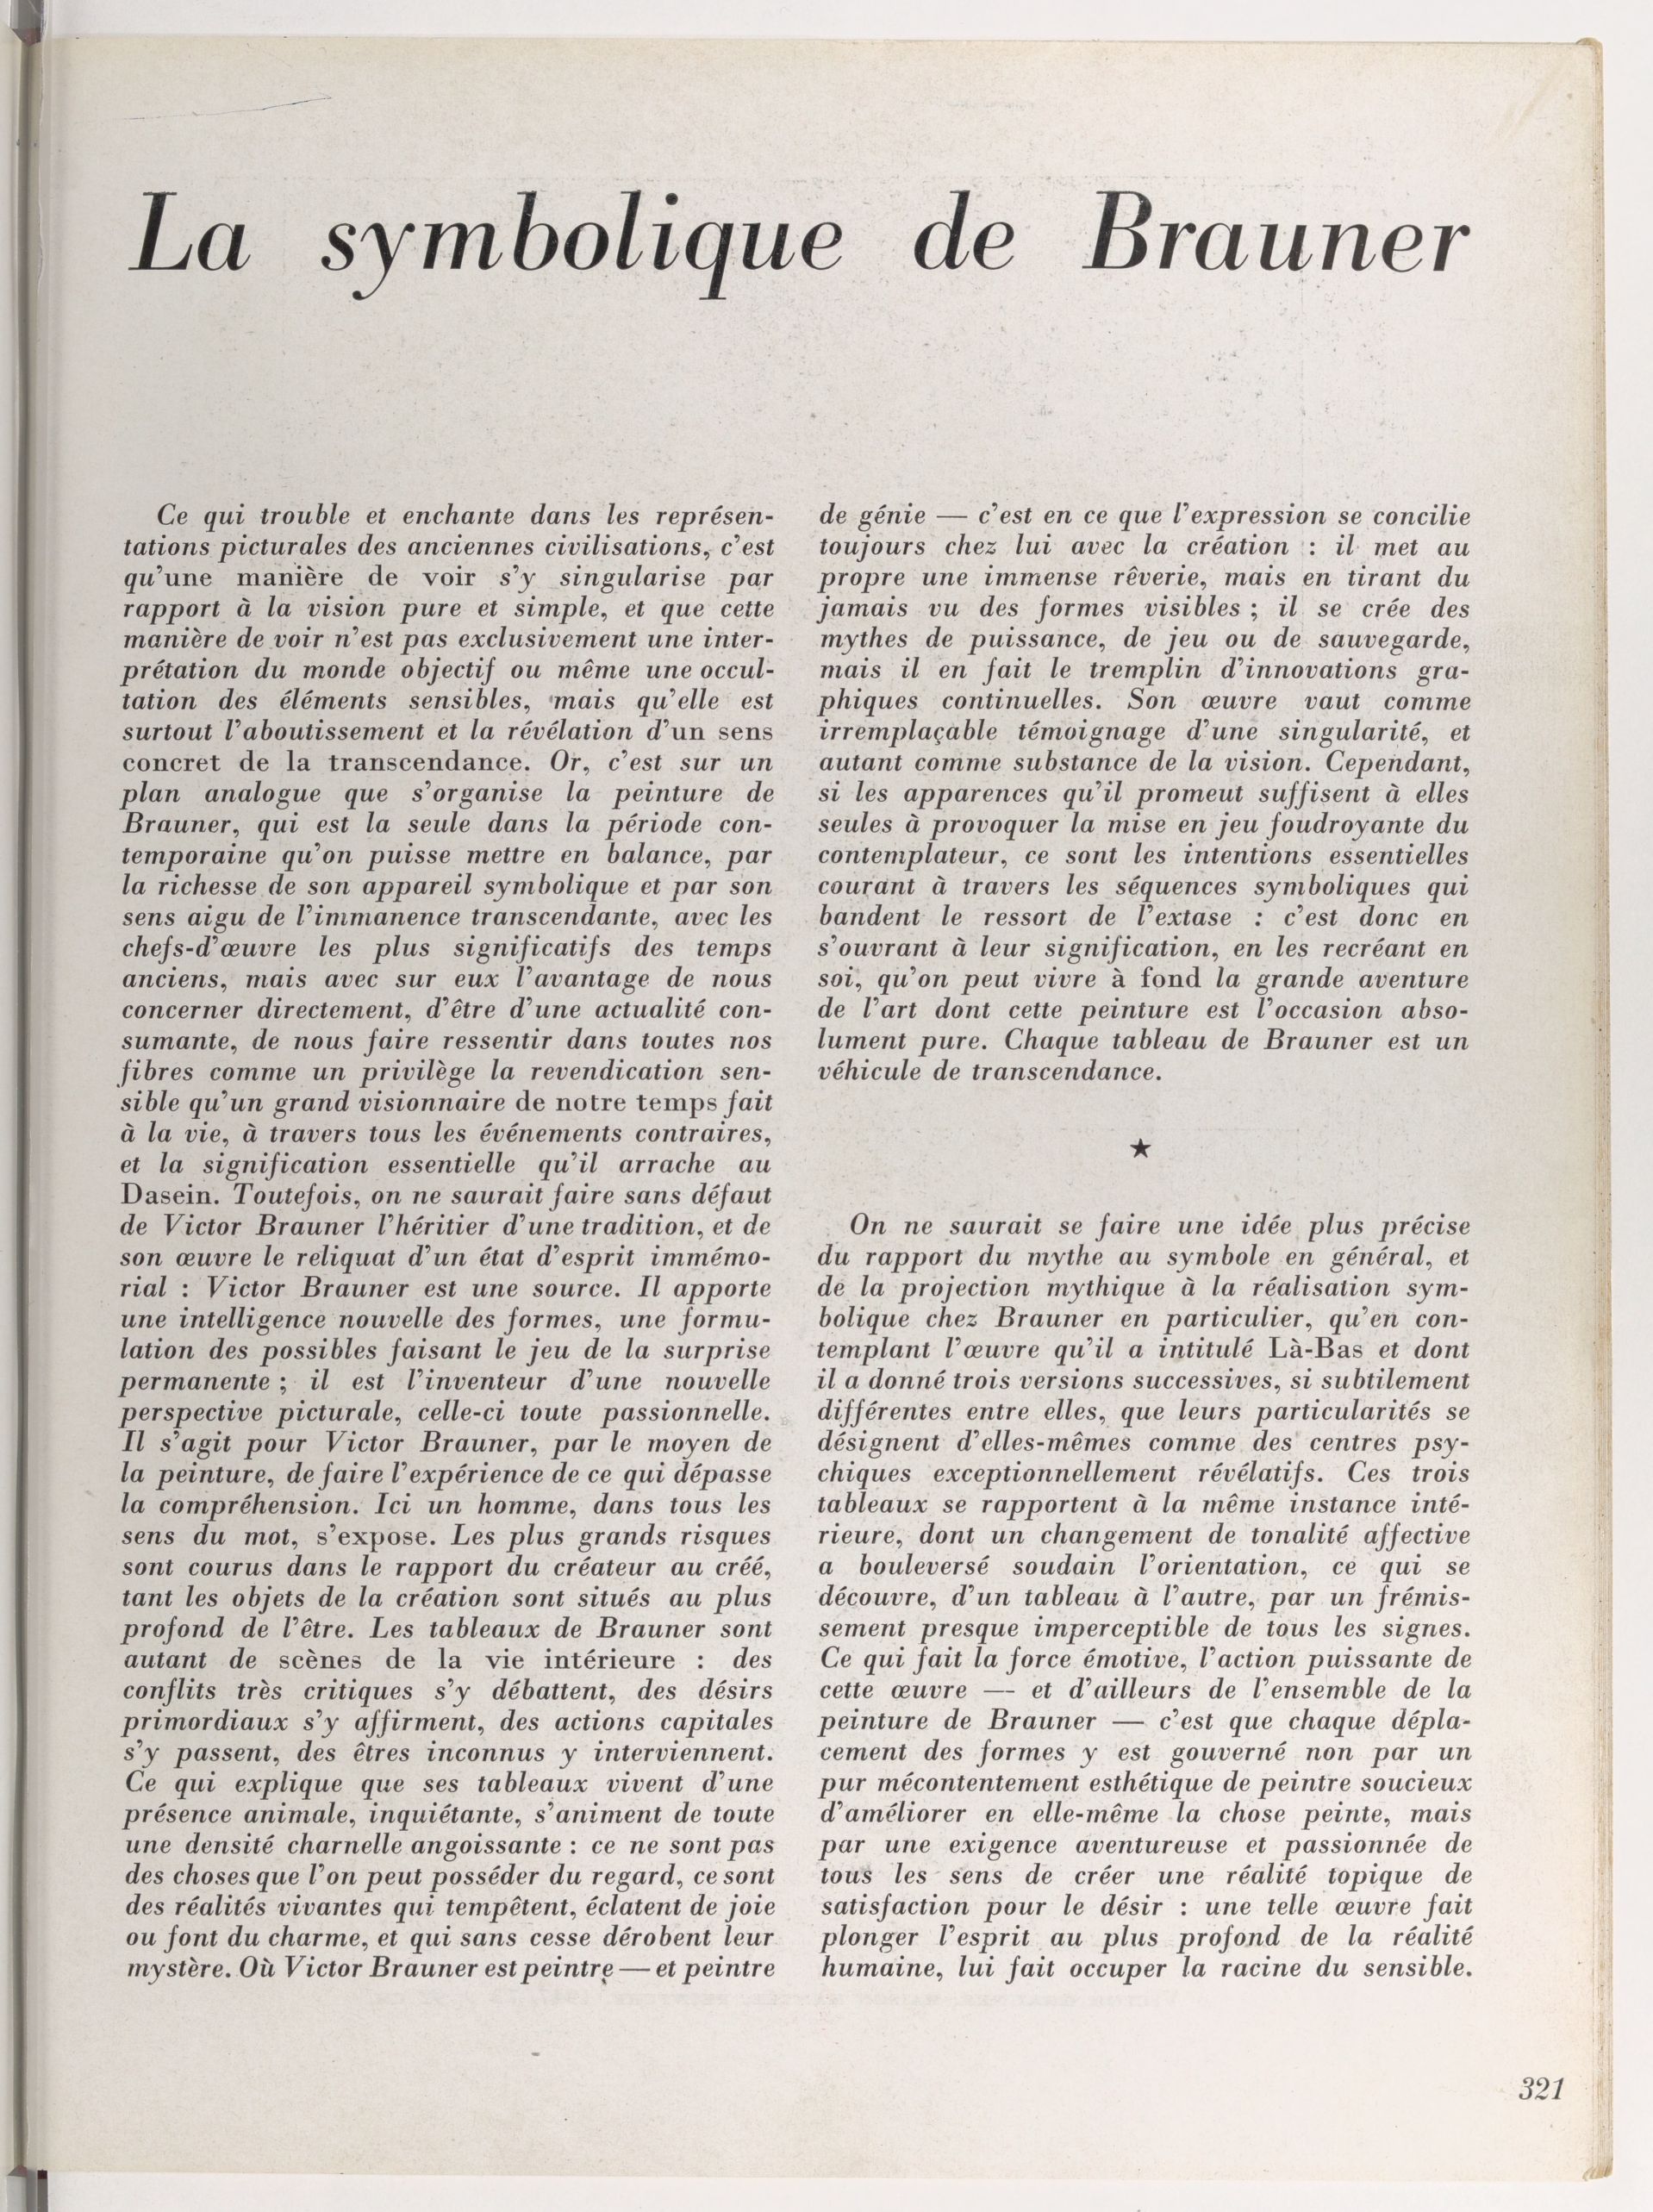 La symbolique de Brauner
Ce qui trouble et enchante dans les représen-
tations picturales des anciennes civilisations, c'est
qu'une manière de voir s'y singularise par
rapport à la vision pure et simple, et que cette
manière de voir n'est pas exclusivement une inter-
prétation du monde objectif ou même une occul-
tation des éléments sensibles, mais qu'elle est
surtout l'aboutissement et la révélation d'un sens
concret de la transcendance. Or, c'est sur un
plan analogue que s'organise la peinture de
Brauner, qui est la seule dans la période con-
temporaine qu'on puisse mettre en balance, par
la richesse de son appareil symbolique et par son
sens aigu de l'immanence transcendante, avec les
chefs-d'œuvre les plus significatifs des temps
anciens, mais avec sur eux l'avantage de nous
concerner directement, d'être d'une actualité con-
sumante, de nous faire ressentir dans toutes nos
fibres comme un privilège la revendication sen-
sible qu'un grand visionnaire de notre temps fait
à la vie, à travers tous les événements contraires,
et la signification essentielle qu'il arrache au
Dasein. Toutefois, on ne saurait faire sans défaut
de Victor Brauner l'héritier d'une tradition, et de
son œuvre le reliquat d'un état d'esprit immémo-
rial : Victor Brauner est une source. Il apporte
une intelligence nouvelle des formes, une formu-
lation des possibles faisant le jeu de la surprise
permanente ; il est l'inventeur d'une nouvelle
perspective picturale, celle-ci toute passionnelle.
Il s'agit pour Victor Brauner, par le moyen de
la peinture, de faire l'expérience de ce qui dépasse
la compréhension. Ici un homme, dans tous les
sens du mot, s'expose. Les plus grands risques
sont courus dans le rapport du créateur au créé,
tant les objets de la création sont situés au plus
profond de l'être. Les tableaux de Brauner sont
autant de scènes de la vie intérieure : des
conflits très critiques s'y débattent, des désirs
primordiaux s'y affirment, des actions capitales
s'y passent, des êtres inconnus y interviennent.
Ce qui explique que ses tableaux vivent d'une
présence animale, inquiétante, s'animent de toute
une densité charnelle angoissante : ce ne sont pas
des choses que l'on peut posséder du regard, ce sont
des réalités vivantes qui tempêtent, éclatent de joie
ou font du charme, et qui sans cesse dérobent leur
mystère. Où Victor Brauner est peintre — et peintre
de génie — c'est en ce que l'expression se concilie
toujours chez lui avec la création : il met au
propre une immense rêverie, mais en tirant du
jamais vu des formes visibles ; il se crée des
mythes de puissance, de jeu ou de sauvegarde,
mais il en fait le tremplin d'innovations gra-
phiques continuelles. Son œuvre vaut comme
irremplaçable témoignage d'une singularité, et
autant comme substance de la vision. Cependant,
si les apparences qu'il promeut suffisent à elles
seules à provoquer la mise en jeu foudroyante du
contemplateur, ce sont les intentions essentielles
courant à travers les séquences symboliques qui
bandent le ressort de l'extase : c'est donc en
s'ouvrant à leur signification, en les recréant en
soi, qu'on peut vivre à fond la grande aventure
de l'art dont cette peinture est l'occasion abso-
lument pure. Chaque tableau de Brauner est un
véhicule de transcendance.
★
On ne saurait se faire une idée plus précise
du rapport du mythe au symbole en général, et
de la projection mythique à la réalisation sym-
bolique chez Brauner en particulier, qu'en con-
templant l'œuvre qu'il a intitulé Là-Bas et dont
il a donné trois versions successives, si subtilement
différentes entre elles, que leurs particularités se
désignent d'elles-mêmes comme des centres psy-
chiques exceptionnellement révélatifs. Ces trois
tableaux se rapportent à la même instance inté-
rieure, dont un changement de tonalité affective
a bouleversé soudain l'orientation, ce qui se
découvre, d'un tableau à l'autre, par un frémis-
sement presque imperceptible de tous les signes.
Ce qui fait la force émotive, l'action puissante de
cette œuvre — et d'ailleurs de l'ensemble de la
peinture de Brauner — c'est que chaque dépla-
cement des formes y est gouverné non par un
pur mécontentement esthétique de peintre soucieux
d'améliorer en elle-même la chose peinte, mais
par une exigence aventureuse et passionnée de
tous les sens de créer une réalité topique de
satisfaction pour le désir : une telle œuvre fait
plonger l'esprit au plus profond de la réalité
humaine, lui fait occuper la racine du sensible.
321